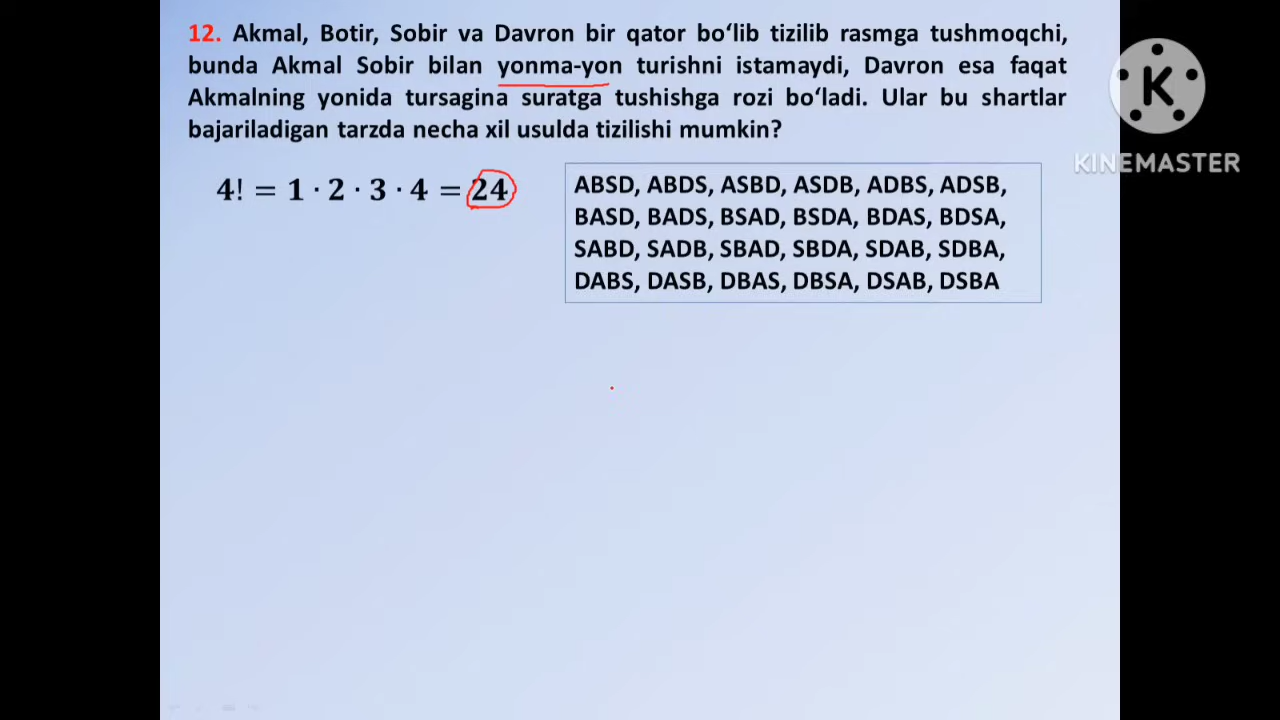 12. Akmal, Botir, Sobir va Davron bir qator bo‘lib tizilib rasmga tushmoqchi,
bunda Akmal Sobir bilan yonma-yon turishni istamaydi, Davron esa faqat
Akmalning yonida tursagina suratga tushishga rozi bo‘ladi. Ular bu shartlar
bajariladigan tarzda necha xil usulda tizilishi mumkin?
4! = 1 · 2 · 3 · 4 = 24
ABSD, ABDS, ASBD, ASDB, ADBS, ADSB,
BASD, BADS, BSAD, BSDA, BDAS, BDSA,
SABD, SADB, SBAD, SBDA, SDAB, SDBA,
DABS, DASB, DBAS, DBSA, DSAB, DSBA
K
KINEMASTER